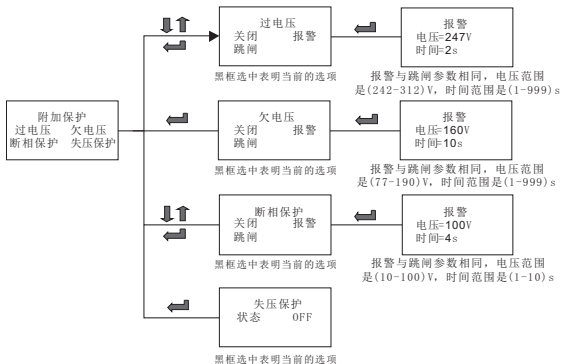 附加保护
过电压 欠电压
断相保护 失压保护
过电压
关闭 报警
跳闸
黑框选中表明当前的选项
报警
电压=247V
时间=2s
报警与跳闸参数相同，电压范围
是(242-312)V，时间范围是(1-999)s
欠电压
关闭 报警
跳闸
黑框选中表明当前的选项
报警
电压=160V
时间=10s
报警与跳闸参数相同，电压范围
是(77-190)V，时间范围是(1-999)s
断相保护
关闭 报警
跳闸
黑框选中表明当前的选项
报警
电压=100V
时间=4s
报警与跳闸参数相同，电压范围
是(10-100)V，时间范围是(1-10)s
失压保护
状态 OFF
黑框选中表明当前的选项